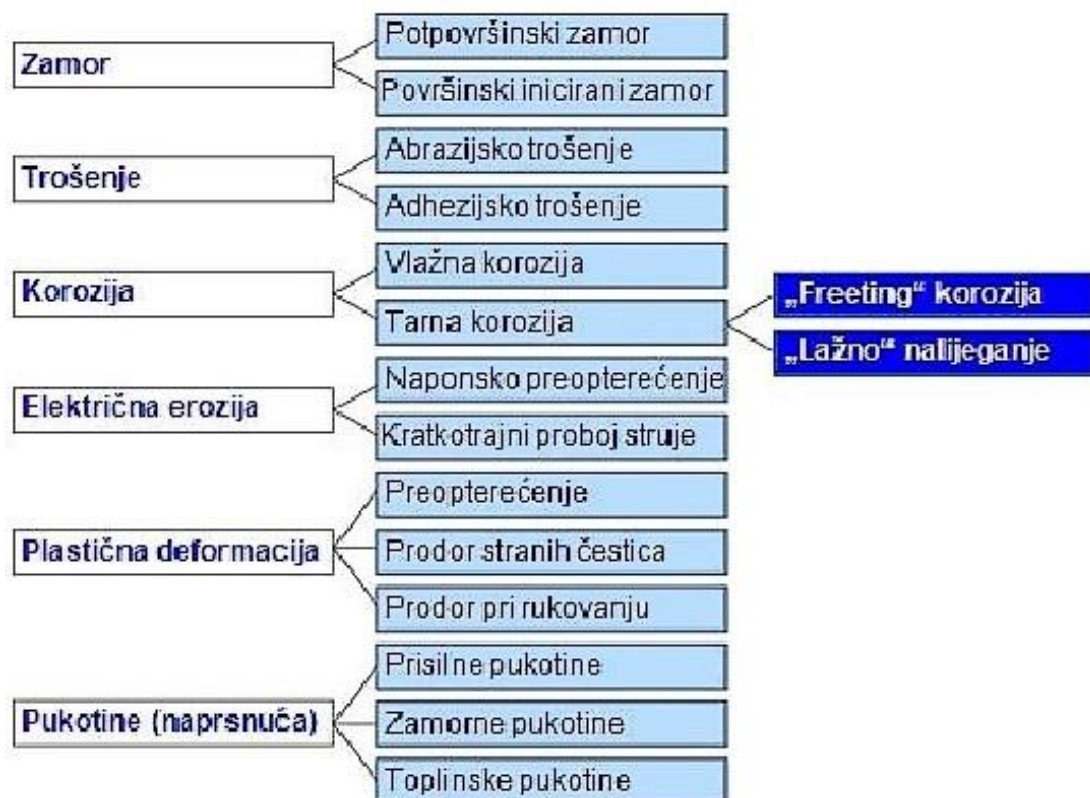 Zamor
Potpovršinski zamor
Površinski inicirani zamor
Trošenje
Abrazijsko trošenje
Adhezijsko trošenje
Korozija
Vlažna korozija
Tarna korozija
„Freeting“ korozija
„Lažno“ nalijeganje
Električna erozija
Naponsko preopterećenje
Kratkotrajni proboj struje
Plastična deformacija
Preopterećenje
Prodor stranih čestica
Prodor pri rukovanju
Pukotine (naprsnuća)
Prisilne pukotine
Zamorne pukotine
Toplinske pukotine